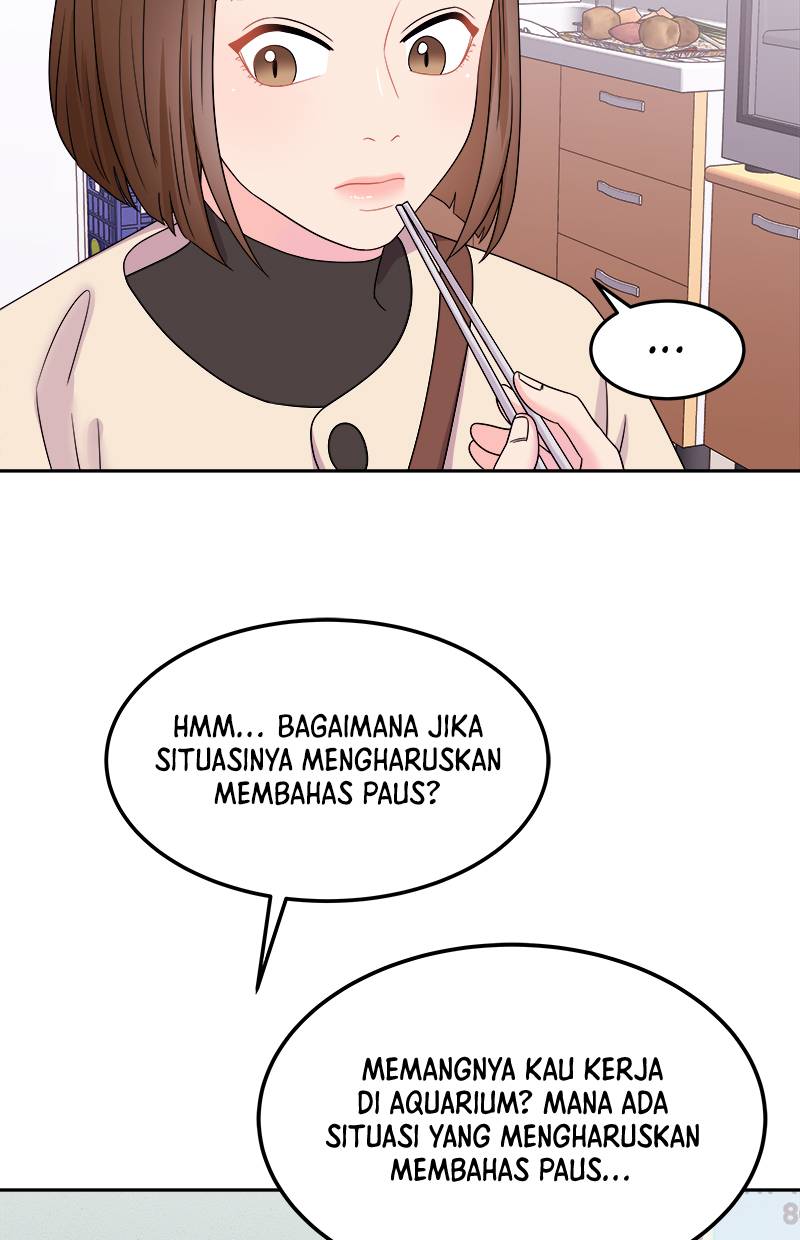 ...
HMM... BAGAIMANA JIKA
SITUASINYA MENGHARUSKAN
MEMBAHAS PAUS?
MEMANGNYA KAU KERJA
DI AQUARIUM? MANA ADA
SITUASI YANG MENGHARUSKAN
MEMBAHAS PAUS...